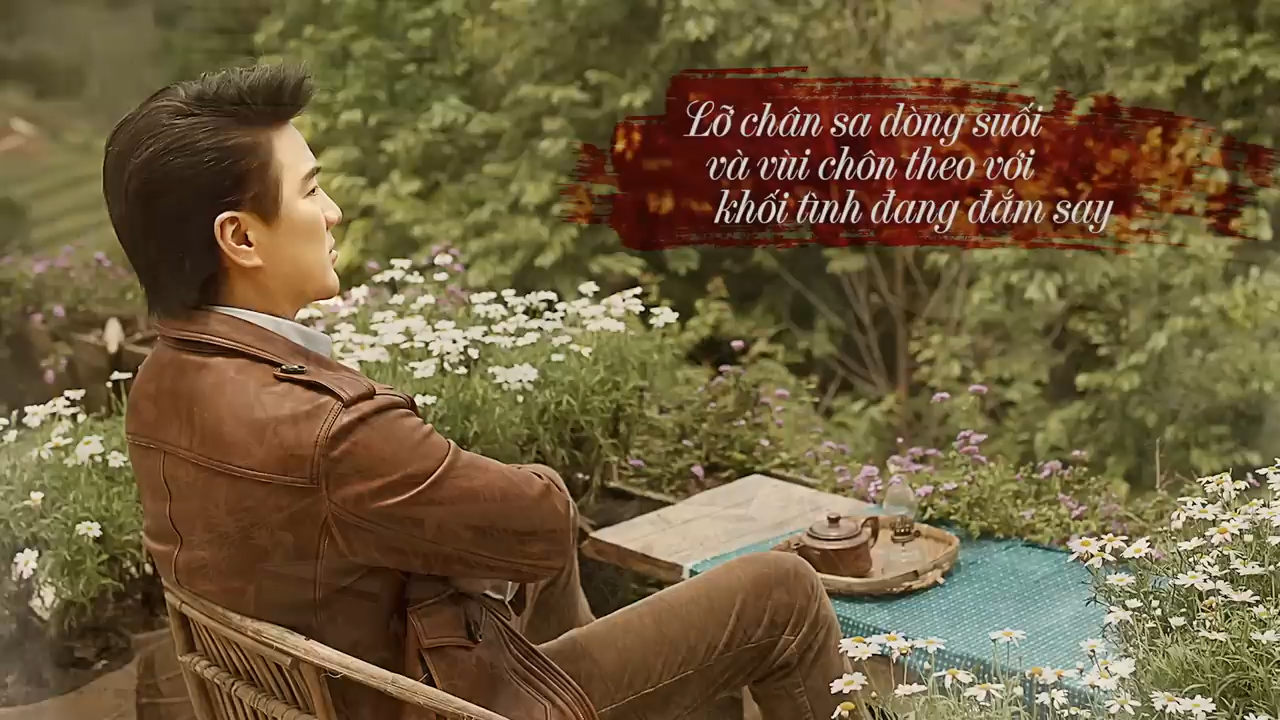 Lỡ chân sa dòng suối
và vùi chôn theo với
khối tình đang đắm say